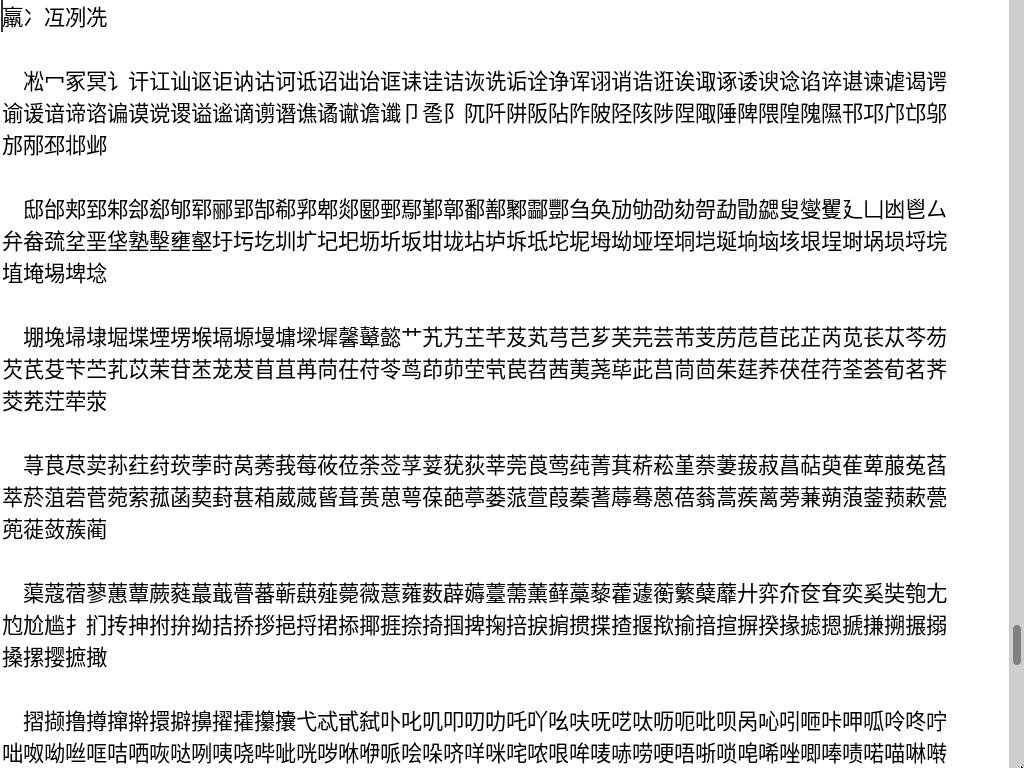 羸冫冱冽冼
凇冖冢冥讠讦讧讪讴讵讷诂诃诋诏诎诒诓诔诖诘诙诜诟诠诤诨诩诮诰诳诶诹诼诿谀谂谄谇谌谏谑谒谔
谕谖谙谛谘谝谟谠谡谥谧谪谫谮谯谲谳谵谶卩卺阝阢阡阱阪阽阼陂陉陔陟陧陬陲陴隈隍隗隰邗邛邝邙邬
邡邴邳邶邺
邸邰郏郅邾郐郄郇郓郦郢郜郗郛郫郯郾鄄鄢鄞鄣鄱鄯鄹酃酆刍奂劢劬劭劾哿勐勖勰叟燮矍廴凵凼鬯厶
弁畚巯坌垩垡塾墼壅壑圩圬圪圳圹圮圯坜圻坂坩垅坫垆坼坻坨坭坶坳垭垤垌垲埏垧垴垓垠埕埘埚埙埒垸
埴埯埸埤埝
堋堍埽埭堀堞堙塄堠塥塬墁墉墚墀馨鼙懿艹艽艿芏芊芨芄芎芑芗芙芫芸芾芰苈苊苣芘芷芮苋苌苁芩芴
芡芪芟苄苎芤苡茉苷苤茏茇苜苴苒苘茌苻苓茑茚茆茔茕苠苕茜荑荛荜茈莒茼茴茱莛荞茯荏荇荃荟荀茗荠
茭茺茳荦荥
荨茛荩荬荪荭荮莰荸莳莴莠莪莓莜莅荼莶莩荽莸荻莘莞莨莺莼菁萁菥菘堇萘萋菝菽菖萜萸萑萆菔菟萏
萃菸菹菪菅菀萦菰菡葜葑葚葙葳蒇蒈葺蒉葸萼葆葩葶蒌蒎萱葭蓁蓍蓐蓦蒽蓓蓊蒿蒺蓠蒡蒹蒴蒗蓥蓣蔌甍
蔸蓰蔹蔟蔺
蕖蔻蓿蓼蕙蕈蕨蕤蕞蕺瞢蕃蕲蕻薤薨薇薏蕹薮薜薅薹薷薰藓藁藜藿蘧蘅蘩蘖蘼廾弈夼奁耷奕奚奘匏尢
尥尬尴扌扪抟抻拊拚拗拮挢拶挹捋捃掭揶捱捺掎掴捭掬掊捩掮掼揲揸揠揿揄揞揎摒揆掾摅摁搋搛搠搌搦
搡摞撄摭撖
摺撷撸撙撺擀擐擗擤擢攉攥攮弋忒甙弑卟叱叽叩叨叻吒吖吆呋呒呓呔呖呃吡呗呙吣吲咂咔呷呱呤咚咛
咄呶呦咝哐咭哂咴哒咧咦哓哔呲咣哕咻咿哌哙哚哜咩咪咤哝哏哞唛哧唠哽唔哳唢唣唏唑唧唪啧喏喵啉啭